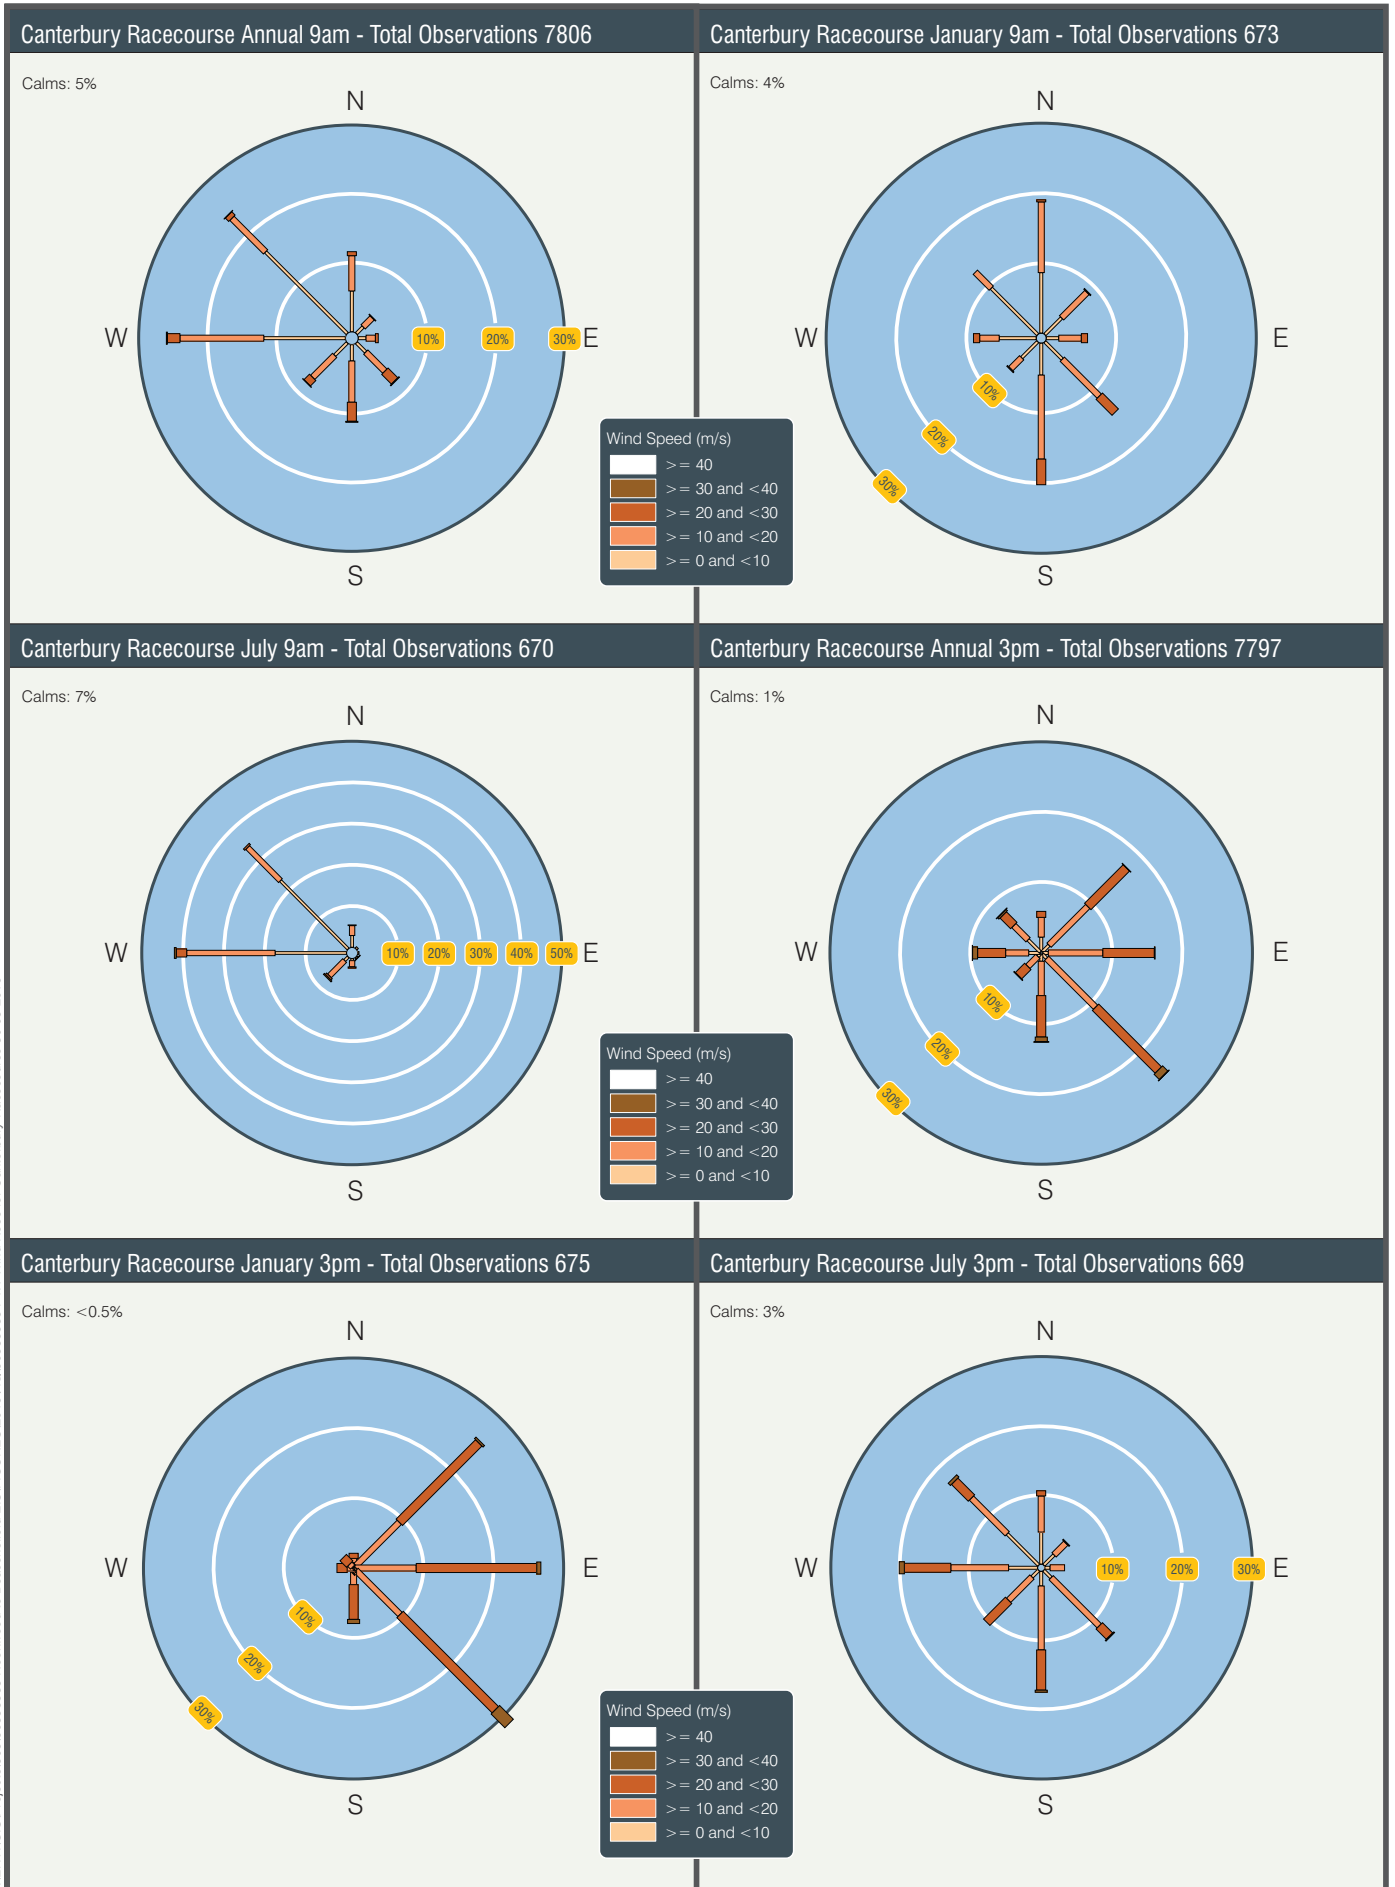 Canterbury Racecourse Annual 9am - Total Observations 7806
Calms: 5%
N
W
10%
20%
30%
E
S
Canterbury Racecourse January 9am - Total Observations 673
Calms: 4%
N
W
E
10%
20%
30%
S
Wind Speed (m/s)
>= 40
>= 30 and <40
>= 20 and <30
>= 10 and <20
>= 0 and <10
Canterbury Racecourse July 9am - Total Observations 670
Calms: 7%
N
W
10%
20%
30%
40%
50%
E
S
Canterbury Racecourse Annual 3pm - Total Observations 7797
Calms: 1%
N
W
E
10%
20%
30%
S
Wind Speed (m/s)
>= 40
>= 30 and <40
>= 20 and <30
>= 10 and <20
>= 0 and <10
Canterbury Racecourse January 3pm - Total Observations 675
Calms: <0.5%
N
W
E
10%
20%
30%
S
Canterbury Racecourse July 3pm - Total Observations 669
Calms: 3%
N
W
10%
20%
30%
E
S
Wind Speed (m/s)
>= 40
>= 30 and <40
>= 20 and <30
>= 10 and <20
>= 0 and <10